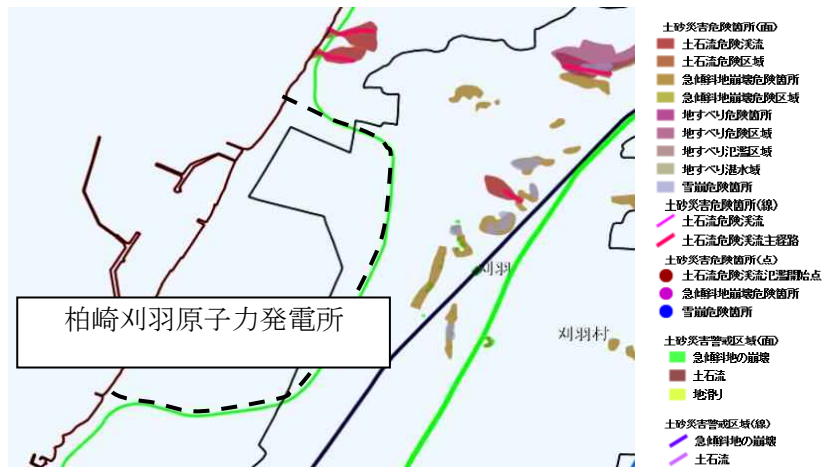 柏崎刈羽原子力発電所
刈羽
刈羽村
土砂災害危険箇所(面)
土石流危険渓流
土石流危険区域
急傾斜地崩壊危険箇所
急傾斜地崩壊危険区域
地すべり危険箇所
地すべり危険区域
地すべり氾濫区域
地すべり湛水域
雪崩危険箇所
土砂災害危険箇所(線)
土石流危険渓流
土石流危険渓流主経路
土砂災害危険箇所(点)
土石流危険渓流氾濫開始点
急傾斜地崩壊危険箇所
雪崩危険箇所
土砂災害警戒区域(面)
急傾斜地の崩壊
土石流
地滑り
土砂災害警戒区域(線)
急傾斜地の崩壊
土石流